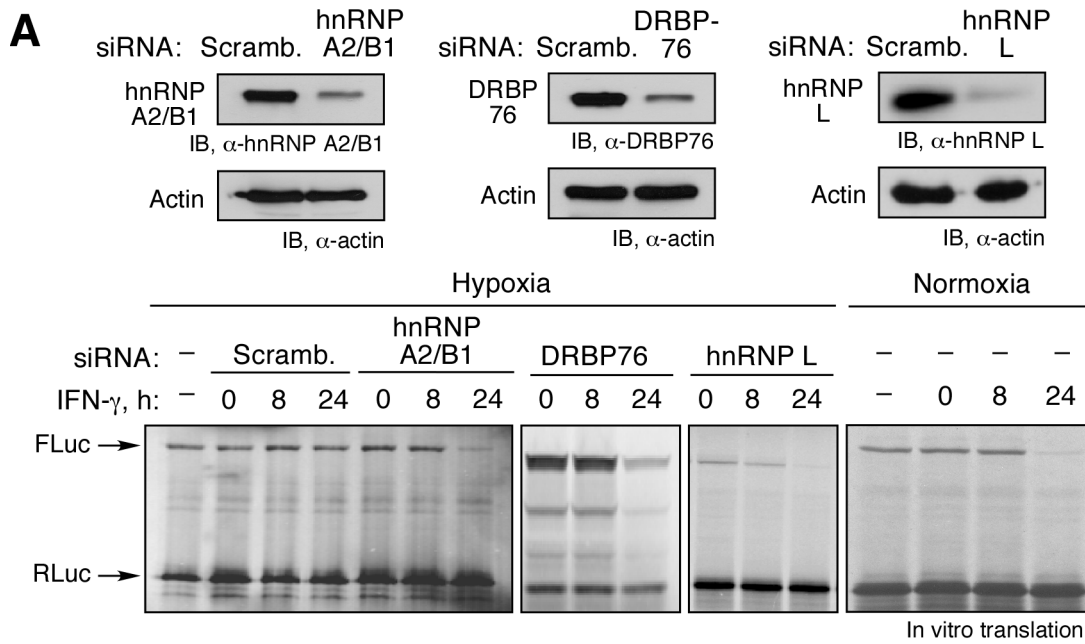 A
siRNA: Scramb. hnRNP A2/B1
hnRNP A2/B1
IB, α-hnRNP A2/B1
Actin
IB, α-actin
siRNA: Scramb. DRBP-76
DRBP 76
IB, α-DRBP76
Actin
IB, α-actin
siRNA: Scramb. hnRNP L
hnRNP L
IB, α-hnRNP L
Actin
IB, α-actin
Hypoxia Normoxia
siRNA: – Scramb. hnRNP A2/B1 DRBP76 hnRNP L – – – –
IFN-γ, h: – 0 8 24 0 8 24 0 8 24 0 8 24 – 0 8 24
FLuc
RLuc
In vitro translation